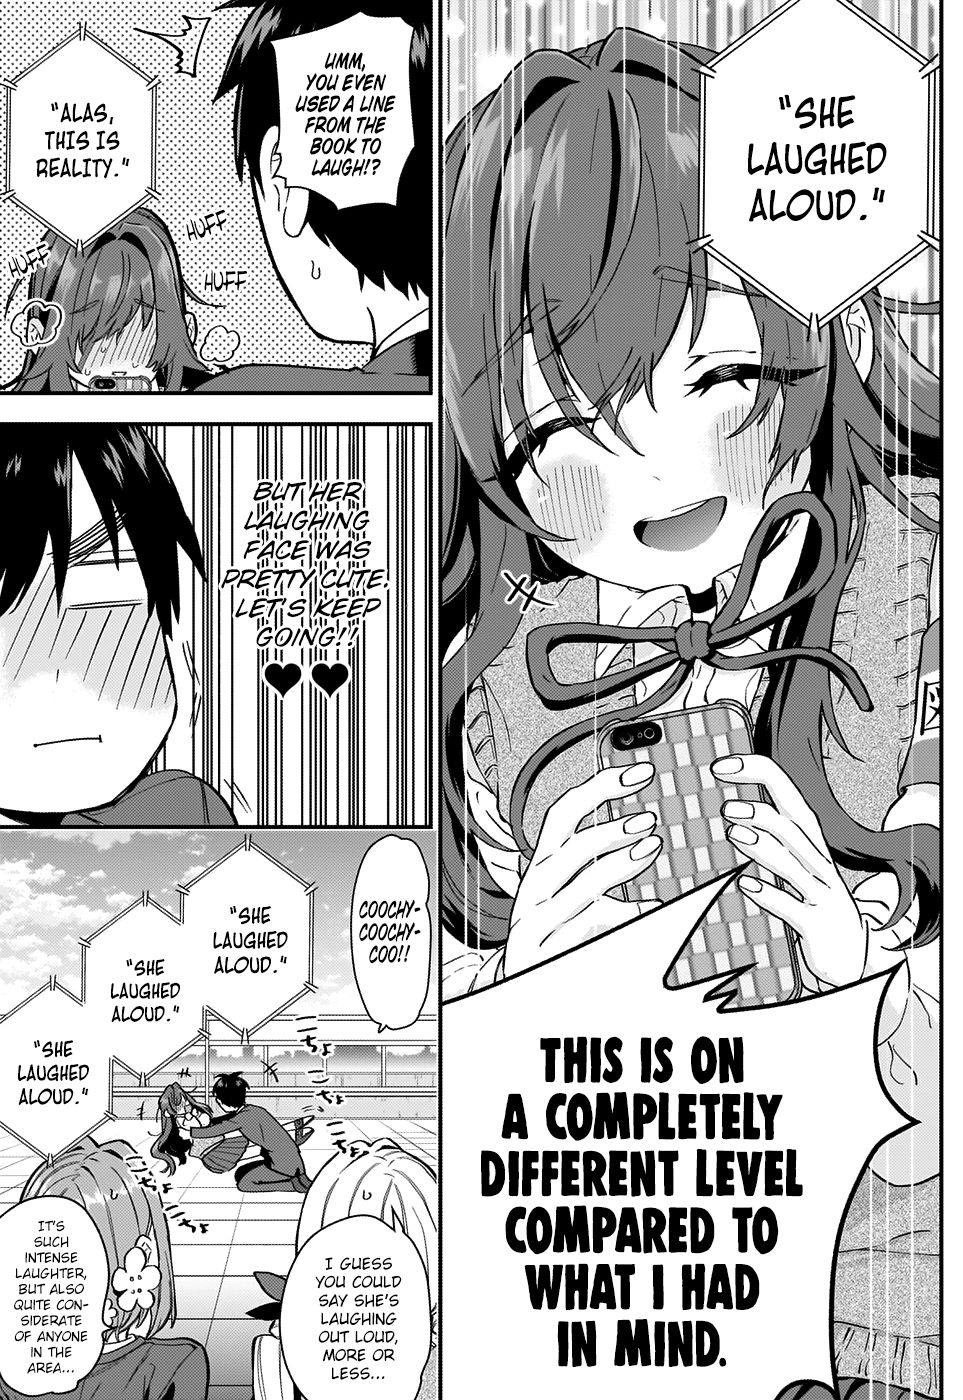 "SHE
LAUGHED
ALOUD."
THIS IS ON
A COMPLETELY
DIFFERENT LEVEL
COMPARED TO
WHAT I HAD
IN MIND.
UMM,
YOU EVEN
USED A LINE
FROM THE
BOOK TO
LAUGH!?
"ALAS,
THIS IS
REALITY."
HUFF
HUFF
HUFF
BUT HER
LAUGHING
FACE WAS
PRETTY CUTE.
LET'S KEEP
GOING!!
♥♥
COOCHY-
COOCHY-
COO!!
"SHE
LAUGHED
ALOUD."
"SHE
LAUGHED
ALOUD."
"SHE
LAUGHED
ALOUD."
I GUESS
YOU COULD
SAY SHE'S
LAUGHING
OUT LOUD,
MORE OR
LESS...
IT'S
SUCH
INTENSE
LAUGHTER,
BUT ALSO
QUITE CON-
SIDERATE
OF ANYONE
IN THE
AREA...